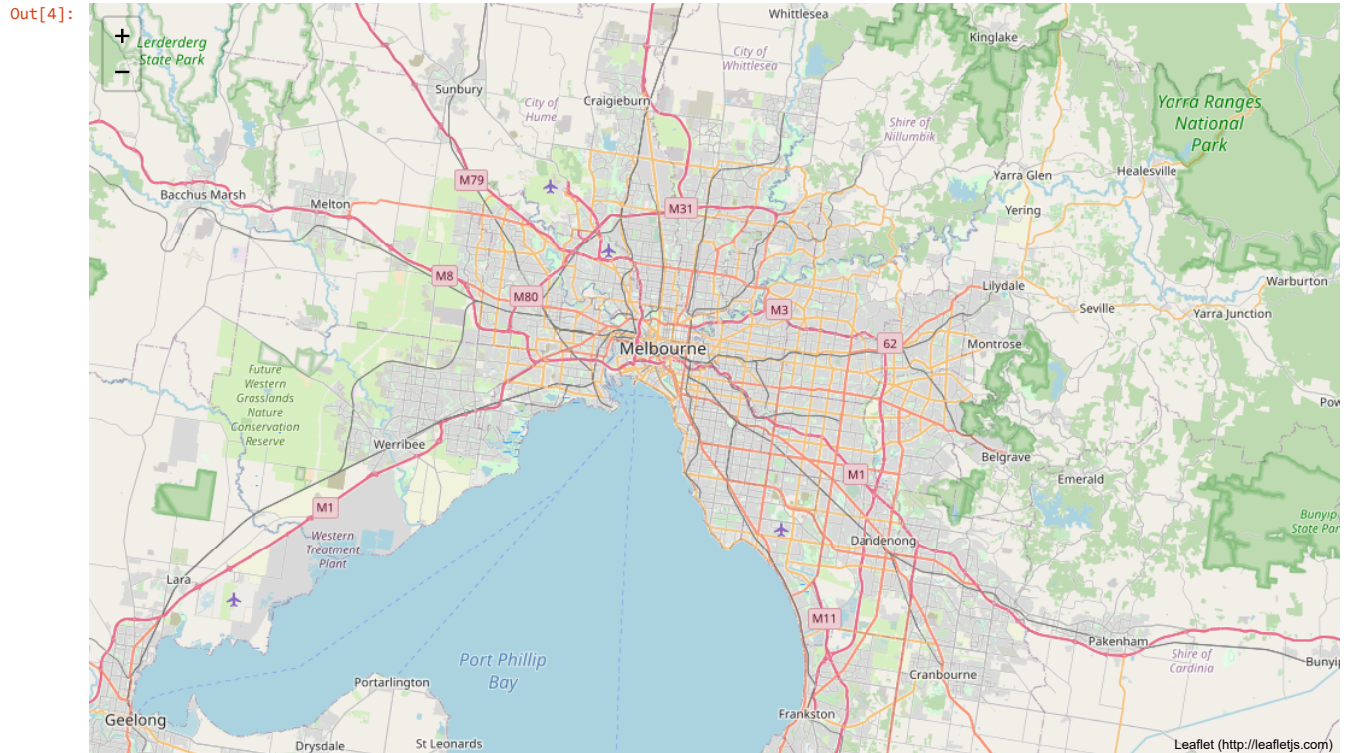 Out[4]:
+
−
Lerderderg
State Park
Whittlesea
Kinglake
City of
Whittlesea
Sunbury
Craigieburn
City of
Hume
Shire of
Nillumbik
Yarra Ranges
National
Park
M79
Bacchus Marsh
Melton
M31
Yarra Glen
Healesville
Yering
M8
M80
M3
Lilydale
Warburton
Seville
Yarra Junction
Melbourne
62
Montrose
Future
Western
Grasslands
Nature
Conservation
Reserve
Pow
Werribee
Belgrave
M1
Emerald
M1
Western
Treatment
Plant
Bunyip
State Par
Dandenong
Lara
M11
Pakenham
Shire of
Cardinia
Bunyip
Port Phillip
Bay
Portarlington
Cranbourne
Geelong
Frankston
Drysdale
St Leonards
Leaflet (http://leafletjs.com)